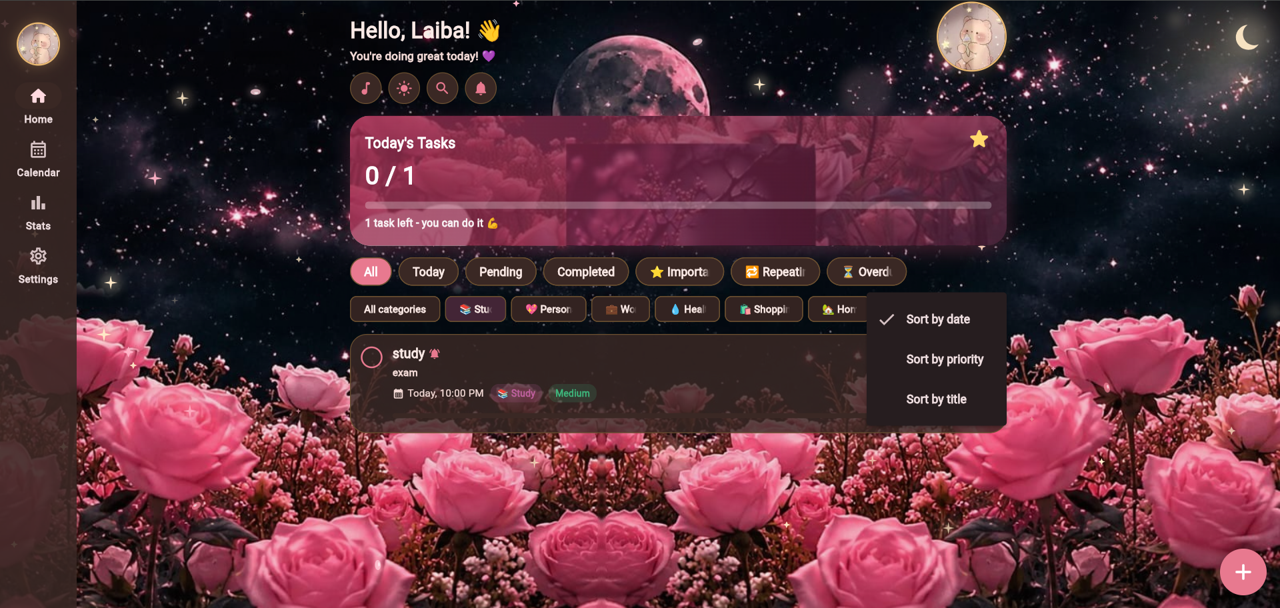 Hello, Laiba! 👋
You're doing great today! 💜
Home
Calendar
Stats
Settings
Today's Tasks
0 / 1
1 task left - you can do it 💪
All
Today
Pending
Completed
⭐ Importa
🔁 Repeati
⏳ Overd
All categories
📚 Stu
💖 Person
💼 Wo
💧 Heal
🛍️ Shoppin
🏡 Hom
Sort by date
Sort by priority
Sort by title
study
exam
Today, 10:00 PM
📚 Study
Medium